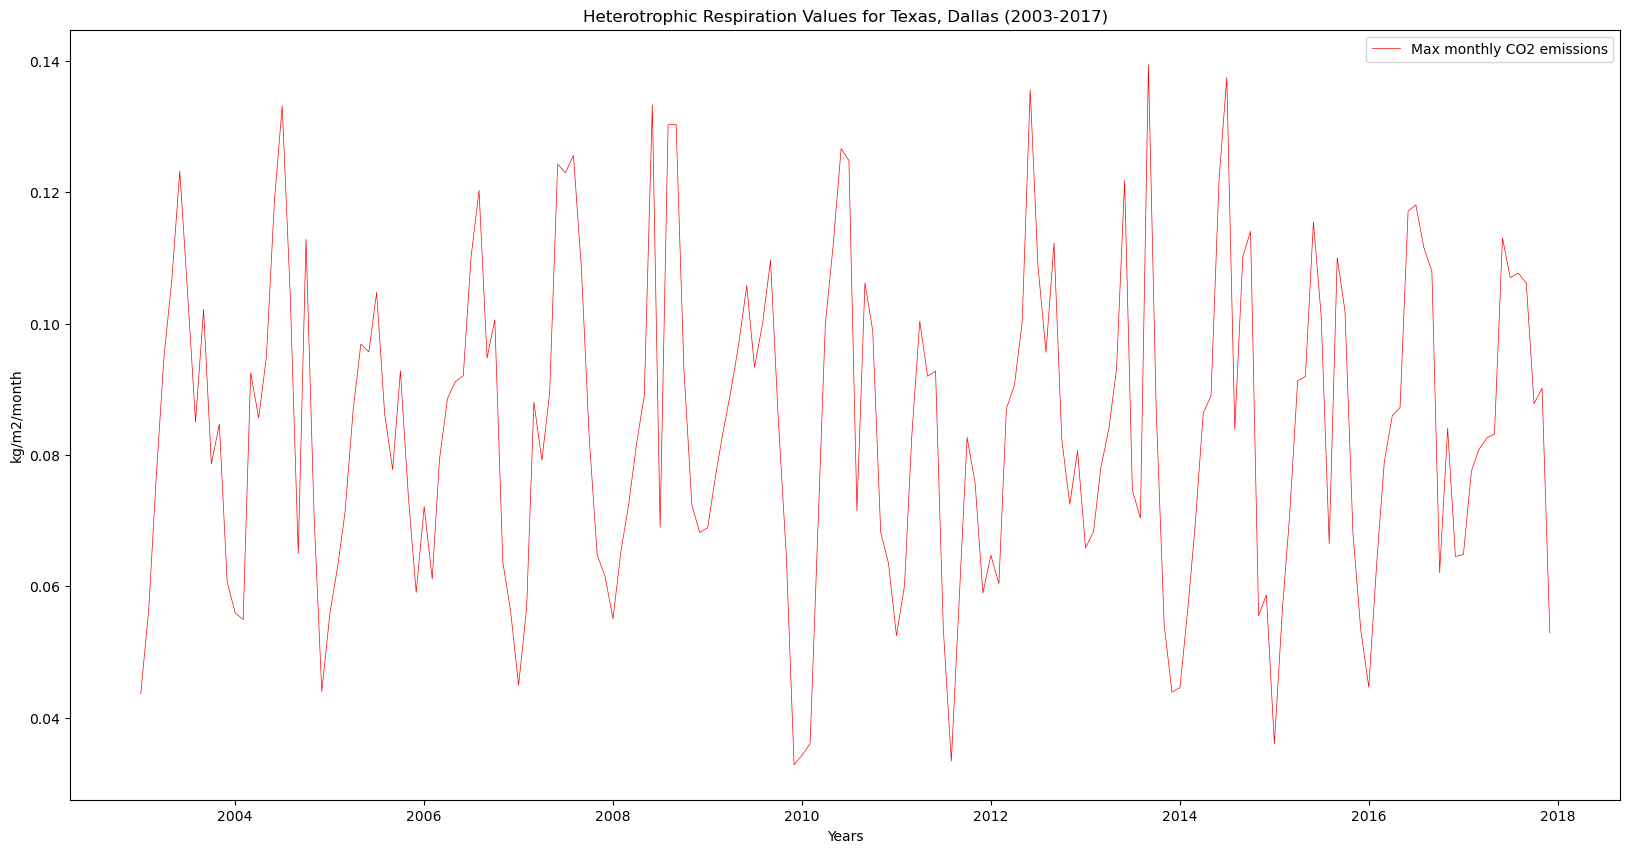 Heterotrophic Respiration Values for Texas, Dallas (2003-2017)
Max monthly CO2 emissions
kg/m2/month
0.14
0.12
0.10
0.08
0.06
0.04
2004 2006 2008 2010 2012 2014 2016 2018
Years